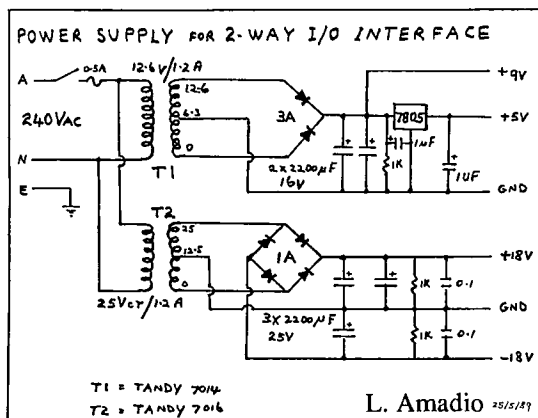 POWER SUPPLY FOR 2-WAY I/O INTERFACE
A
0.5A
12.6V/1.2A
12.6
6.3
0
3A
7805
+9V
+5V
240VAC
N
E
T1
2x2200µF
16V
1K
1µF
1UF
GND
T2
25
12.5
0
1A
25VCT/1.2A
3x2200µF
25V
1K
0.1
1K
0.1
+18V
GND
-18V
T1 = TANDY 7014
T2 = TANDY 7016
L. Amadio 25/5/89